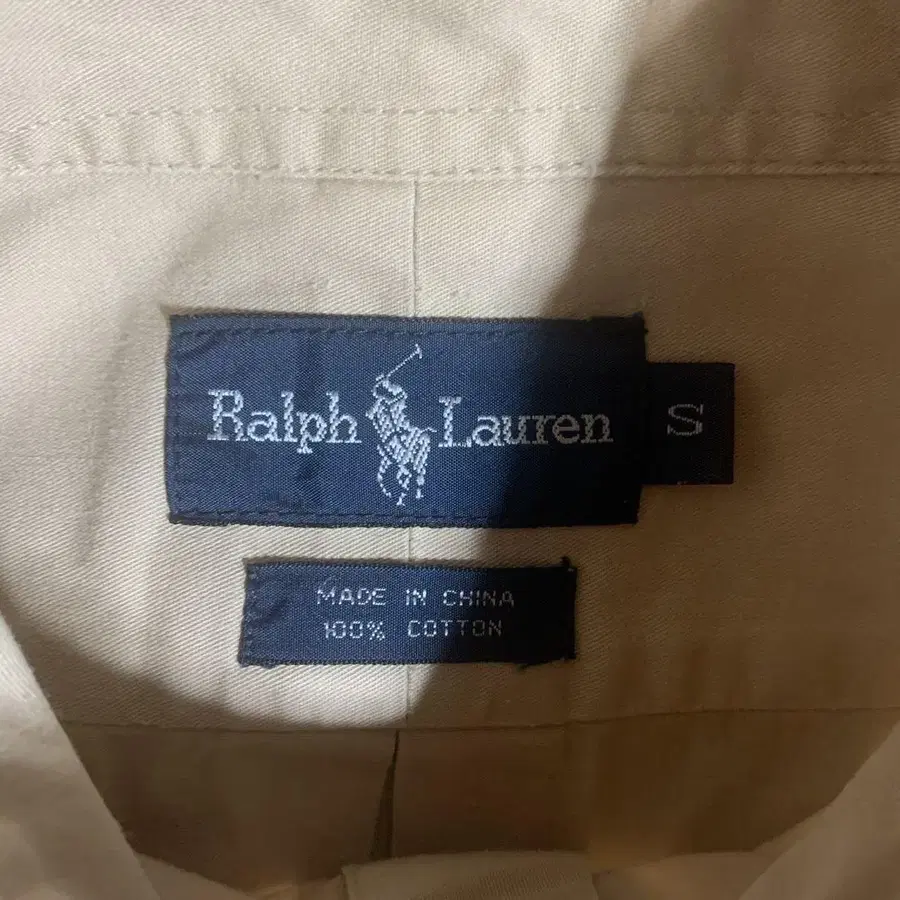 Ralph Lauren
S
MADE IN CHINA
100% COTTON